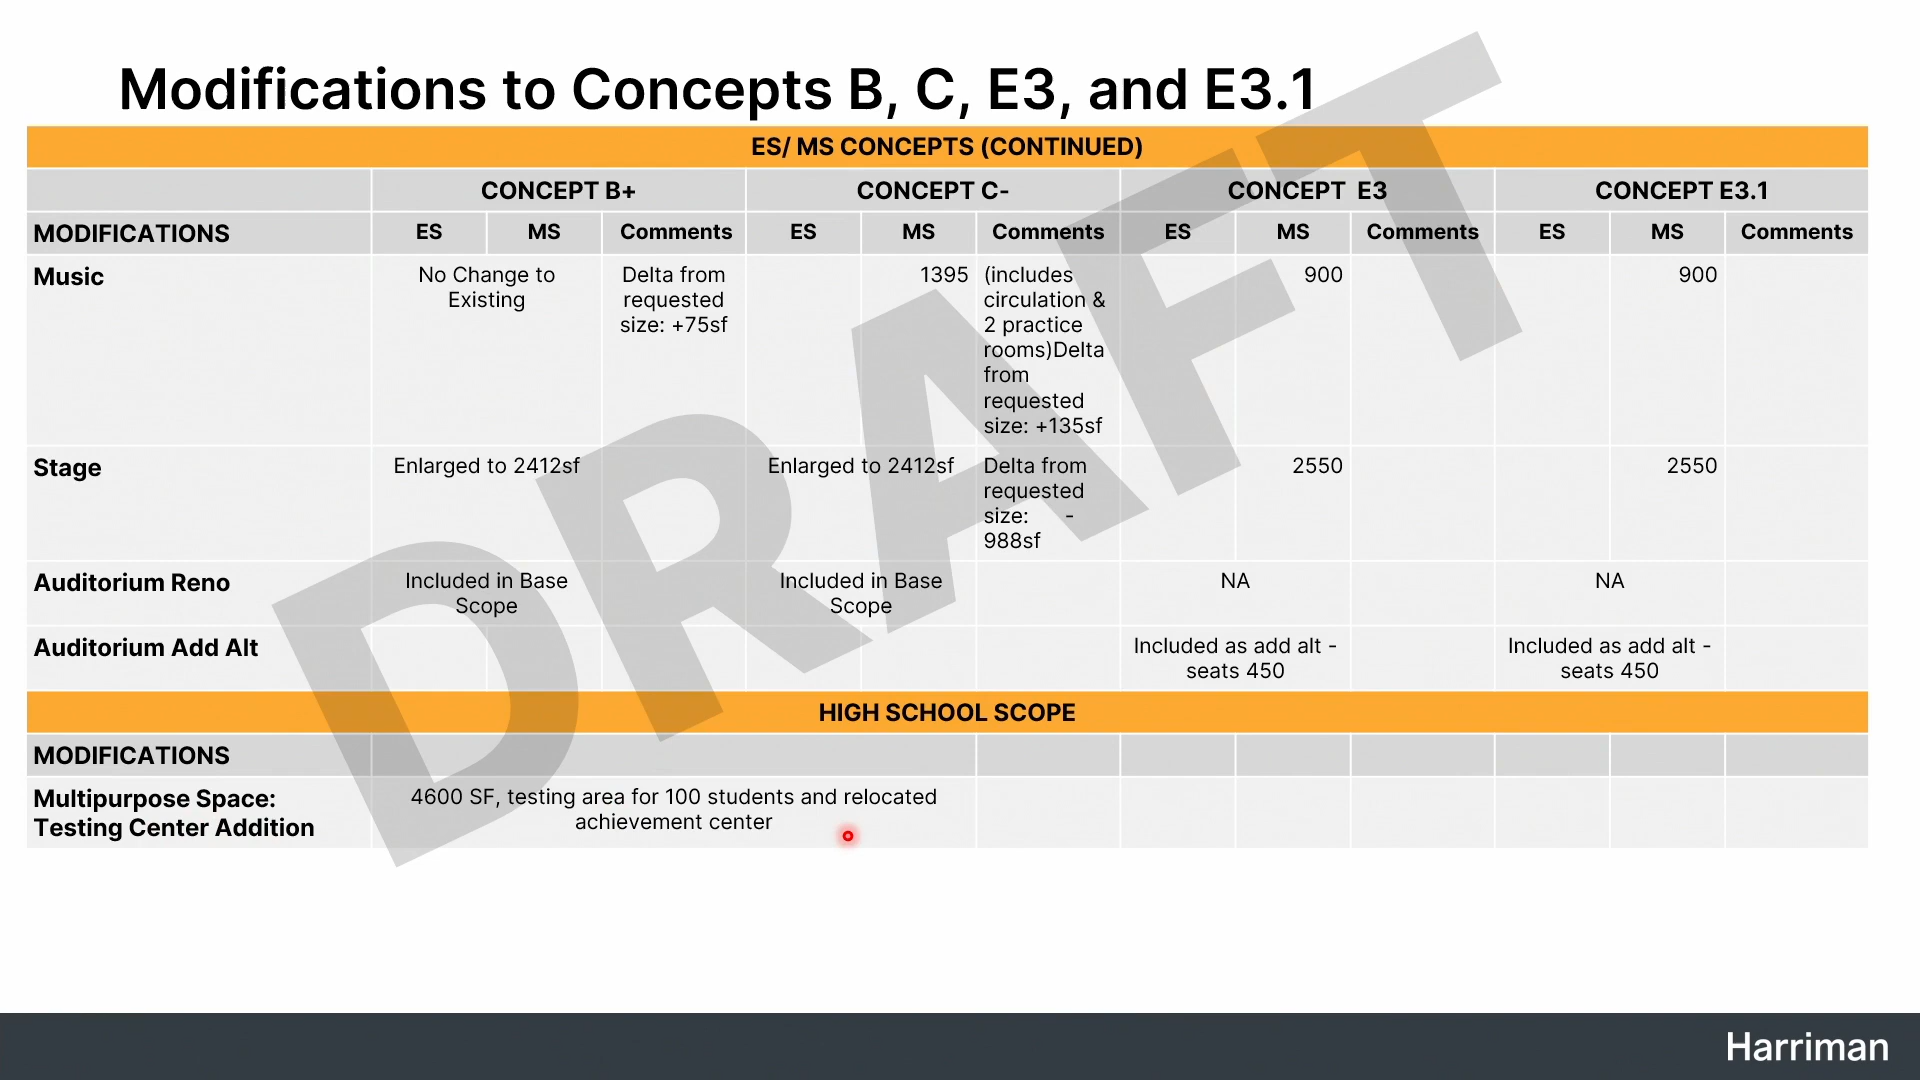 Modifications to Concepts B, C, E3, and E3.1
ES/ MS CONCEPTS (CONTINUED)
CONCEPT B+ CONCEPT C- CONCEPT E3 CONCEPT E3.1
MODIFICATIONS ES MS Comments ES MS Comments ES MS Comments ES MS Comments
Music
No Change to
Existing
Delta from
requested
size: +75sf
1395
(includes
circulation &
2 practice
rooms)Delta
from
requested
size: +135sf
900
900
Stage
Enlarged to 2412sf
Enlarged to 2412sf
Delta from
requested
size: -
988sf
2550
2550
Auditorium Reno
Included in Base
Scope
Included in Base
Scope
NA
NA
Auditorium Add Alt
Included as add alt -
seats 450
Included as add alt -
seats 450
HIGH SCHOOL SCOPE
MODIFICATIONS
Multipurpose Space:
Testing Center Addition
4600 SF, testing area for 100 students and relocated
achievement center
DRAFT
Harriman